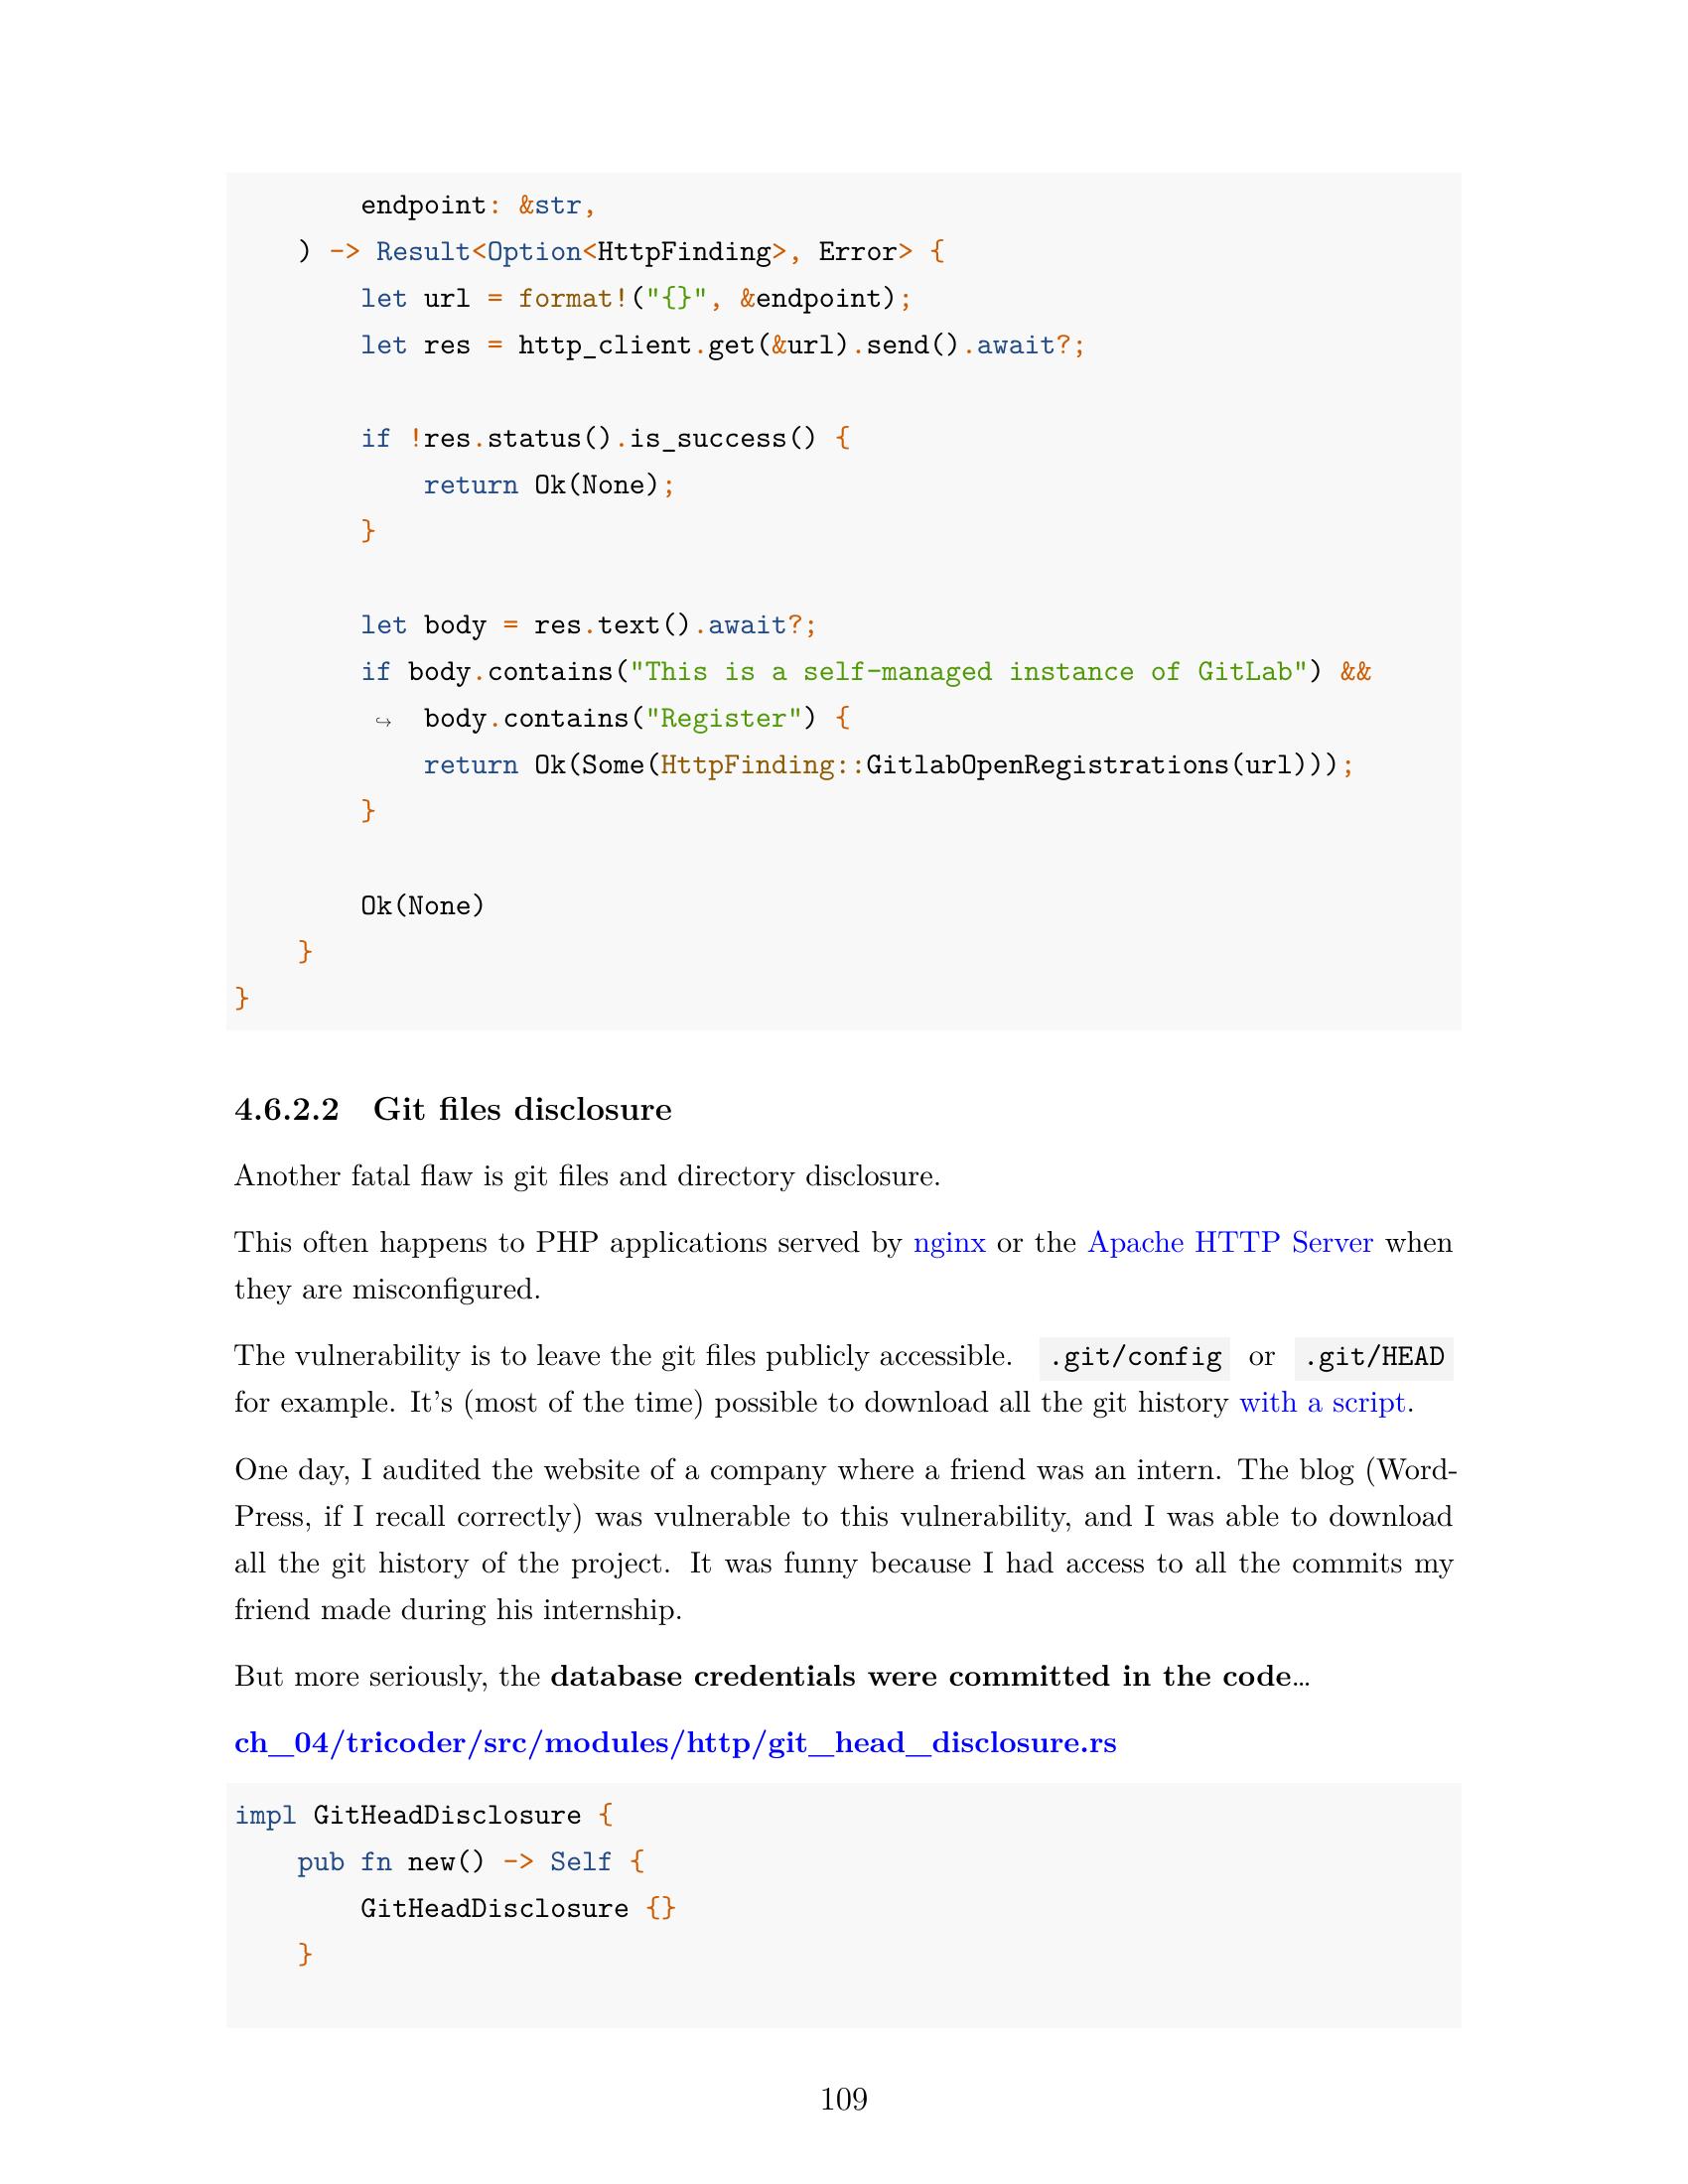 endpoint: &str,
    ) -> Result<Option<HttpFinding>, Error> {
        let url = format!("{}", &endpoint);
        let res = http_client.get(&url).send().await?;

        if !res.status().is_success() {
            return Ok(None);
        }

        let body = res.text().await?;
        if body.contains("This is a self-managed instance of GitLab") &&
         ↪  body.contains("Register") {
            return Ok(Some(HttpFinding::GitlabOpenRegistrations(url)));
        }

        Ok(None)
    }
}
4.6.2.2 Git files disclosure
Another fatal flaw is git files and directory disclosure.
This often happens to PHP applications served by nginx or the Apache HTTP Server when
they are misconfigured.
The vulnerability is to leave the git files publicly accessible. .git/config or .git/HEAD
for example. It’s (most of the time) possible to download all the git history with a script.
One day, I audited the website of a company where a friend was an intern. The blog (Word-
Press, if I recall correctly) was vulnerable to this vulnerability, and I was able to download
all the git history of the project. It was funny because I had access to all the commits my
friend made during his internship.
But more seriously, the database credentials were committed in the code…
ch_04/tricoder/src/modules/http/git_head_disclosure.rs
impl GitHeadDisclosure {
    pub fn new() -> Self {
        GitHeadDisclosure {}
    }
109